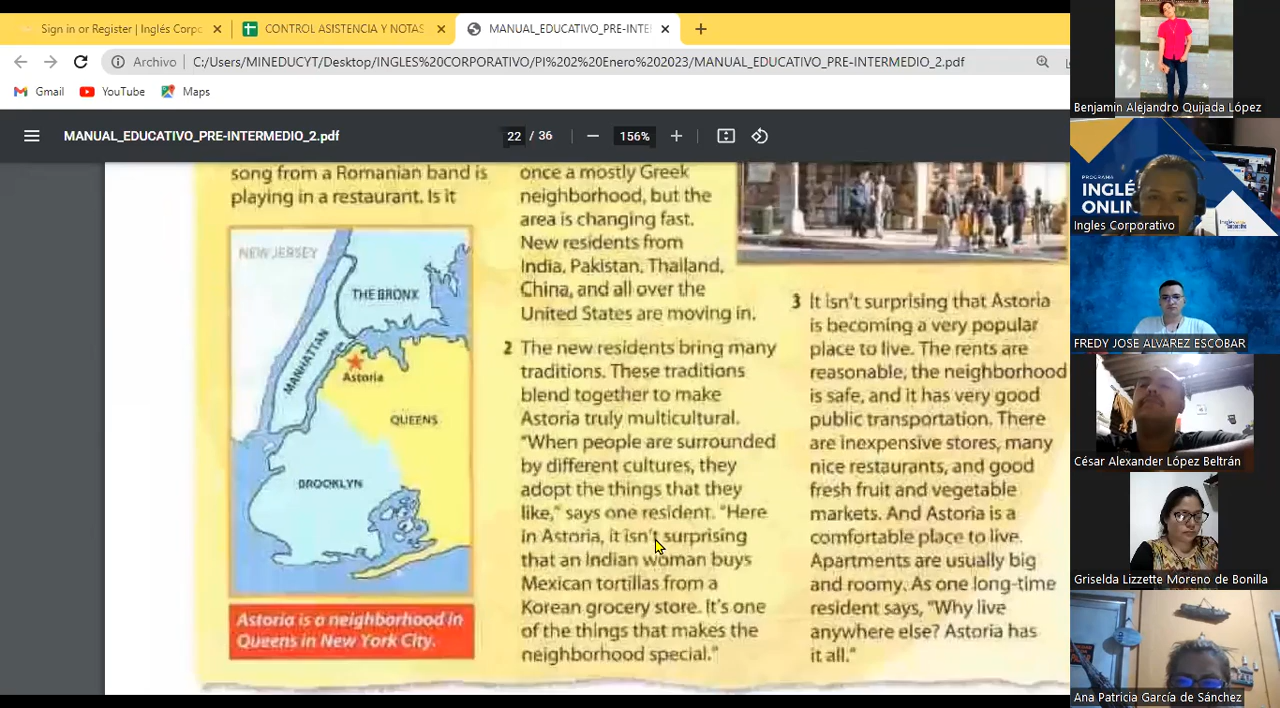 Sign in or Register | Inglés Corpo
CONTROL ASISTENCIA Y NOTAS
MANUAL_EDUCATIVO_PRE-INTE
Archivo
C:/Users/MINEDUCYT/Desktop/INGLES%20CORPORATIVO/PI%202%20Enero%202023/MANUAL_EDUCATIVO_PRE-INTERMEDIO_2.pdf
Gmail
YouTube
Maps
MANUAL_EDUCATIVO_PRE-INTERMEDIO_2.pdf
22 / 36
156%
song from a Romanian band is
playing in a restaurant. Is it
NEW JERSEY
THE BRONX
MANHATTAN
Astoria
QUEENS
BROOKLYN
Astoria is a neighborhood in
Queens in New York City.
once a mostly Greek
neighborhood, but the
area is changing fast.
New residents from
India, Pakistan, Thailand,
China, and all over the
United States are moving in.
2 The new residents bring many
traditions. These traditions
blend together to make
Astoria truly multicultural.
"When people are surrounded
by different cultures, they
adopt the things that they
like," says one resident. "Here
in Astoria, it isn't surprising
that an Indian woman buys
Mexican tortillas from a
Korean grocery store. It's one
of the things that makes the
neighborhood special."
3 It isn't surprising that Astoria
is becoming a very popular
place to live. The rents are
reasonable, the neighborhood
is safe, and it has very good
public transportation. There
are inexpensive stores, many
nice restaurants, and good
fresh fruit and vegetable
markets. And Astoria is a
comfortable place to live.
Apartments are usually big
and roomy. As one long-time
resident says, "Why live
anywhere else? Astoria has
it all."
Benjamin Alejandro Quijada López
PROGRAMA
INGLÉ
ONLIN
Ingles Corporativo
FREDY JOSE ALVAREZ ESCOBAR
César Alexander López Beltrán
Griselda Lizzette Moreno de Bonilla
Ana Patricia García de Sánchez